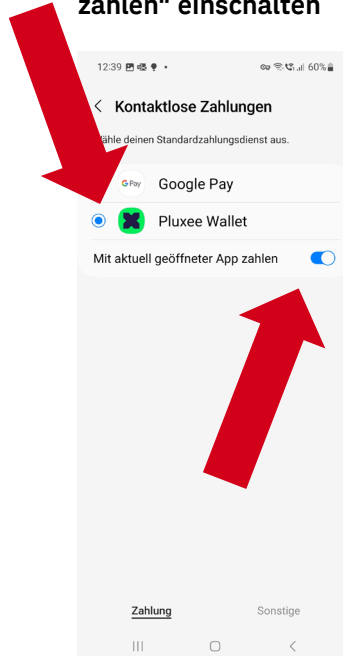 zahlen" einschalten
12:39 60%
Kontaktlose Zahlungen
Wähle deinen Standardzahlungsdienst aus.
G Pay Google Pay
Pluxee Wallet
Mit aktuell geöffneter App zahlen
Zahlung Sonstige